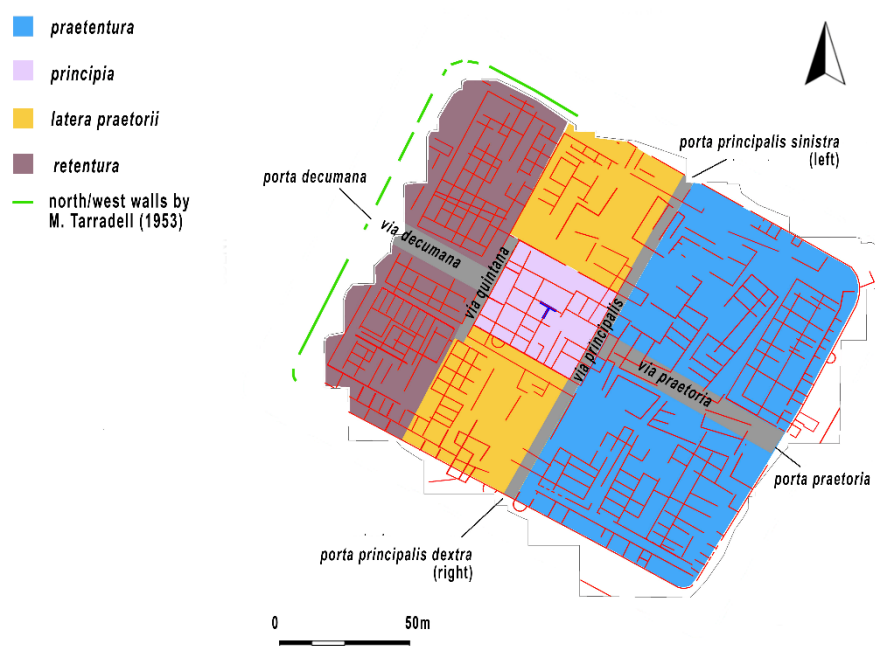 praetentura
principia
latera praetorii
retentura
north/west walls by
M. Tarradell (1953)
porta principalis sinistra
(left)
porta decumana
via decumana
via quintana
via principalis
via praetoria
porta praetoria
porta principalis dextra
(right)
0 50m